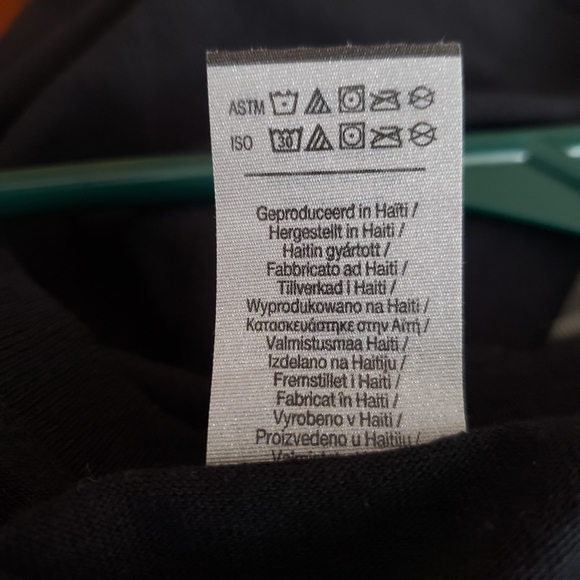 ASTM
ISO 30
Geproduceerd in Haïti /
Hergestellt in Haiti /
Haitin gyártott /
Fabbricato ad Haiti /
Tillverkad i Haiti /
Wyprodukowano na Haiti /
Κατασκευάστηκε στην Αϊτή /
Valmistusmaa Haiti /
Izdelano na Haitiju /
Fremstillet i Haiti /
Fabricat în Haiti /
Vyrobeno v Haiti /
Proizvedeno u Haitiju /